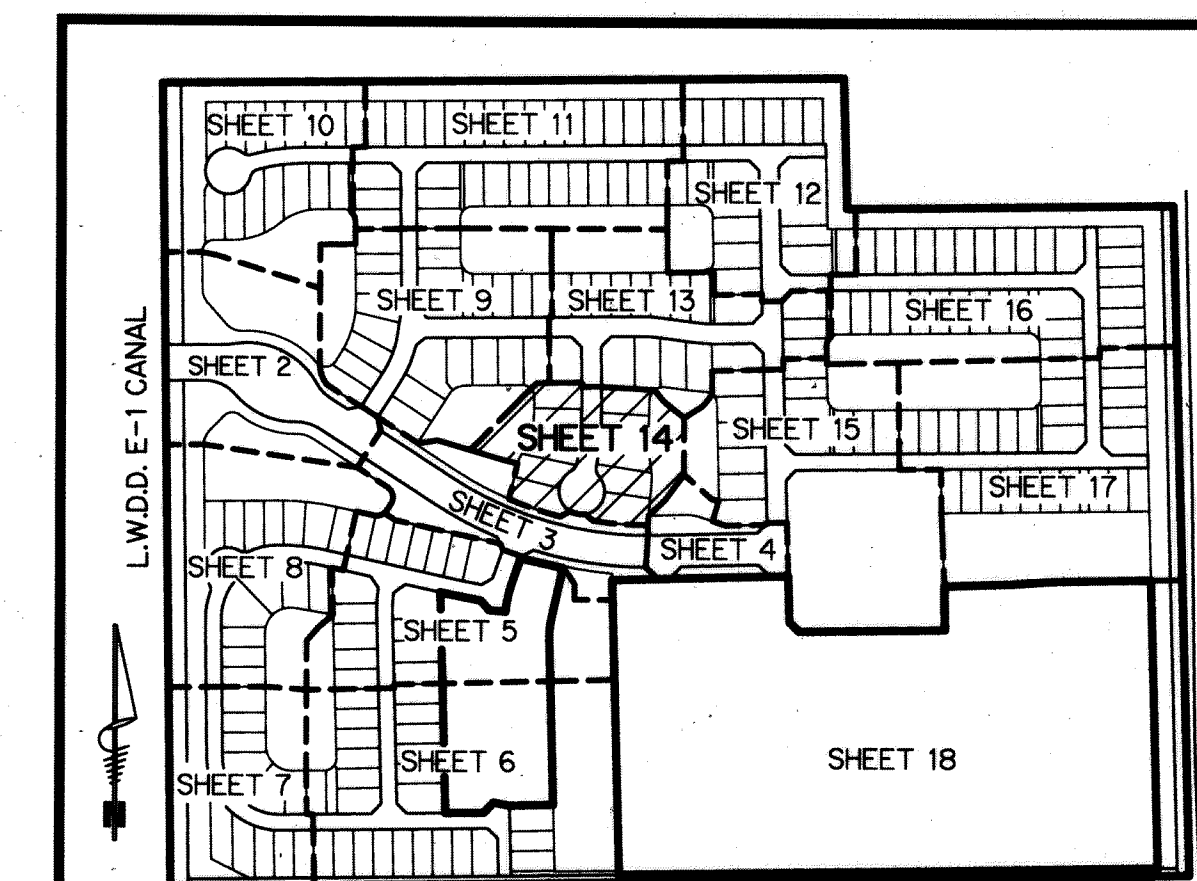 SHEET 10
SHEET 11
SHEET 12
SHEET 9
SHEET 13
SHEET 16
SHEET 2
L.W.D.D. E-1 CANAL
SHEET 14
SHEET 15
SHEET 17
SHEET 3
SHEET 4
SHEET 8
SHEET 5
SHEET 6
SHEET 18
SHEET 7